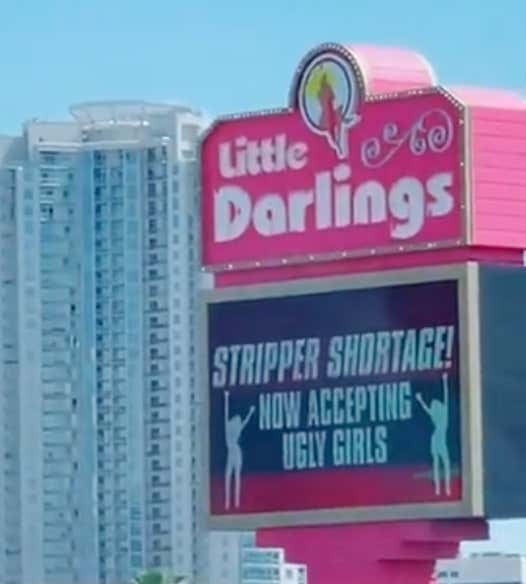 Little
Darlings
STRIPPER SHORTAGE!
NOW ACCEPTING
UGLY GIRLS